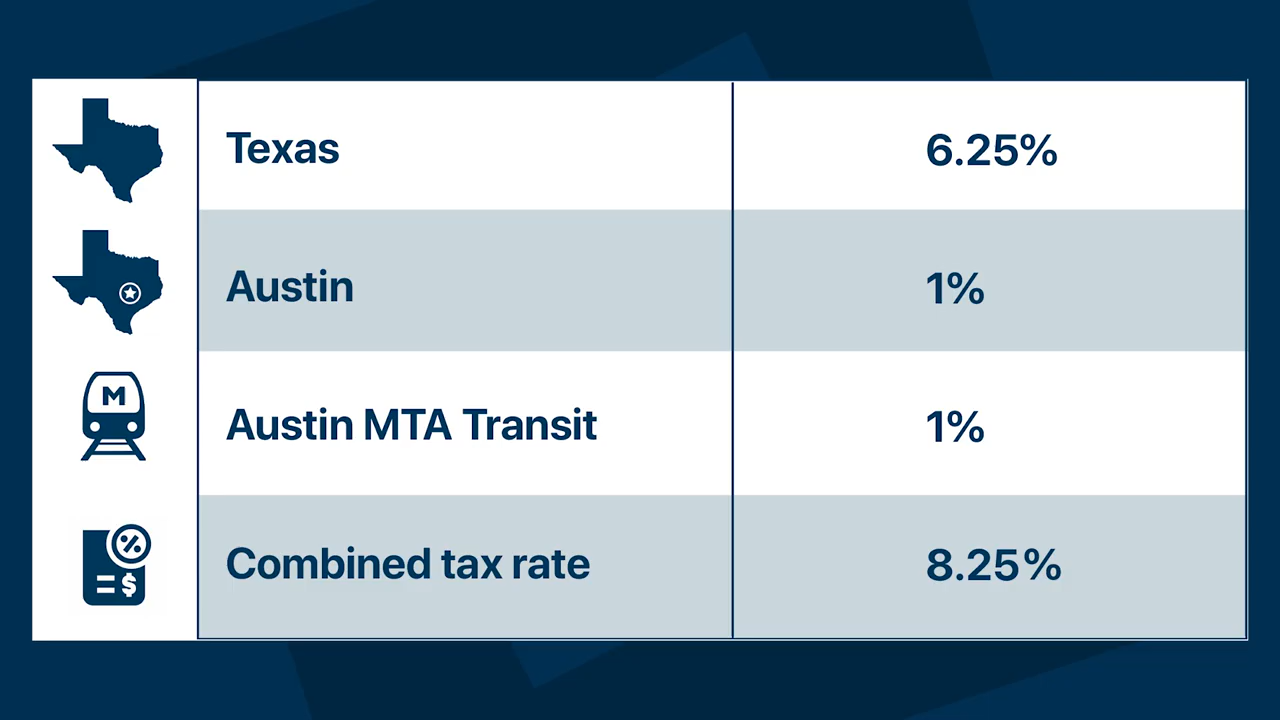 Texas 6.25%
Austin 1%
M
Austin MTA Transit 1%
%
$
Combined tax rate 8.25%